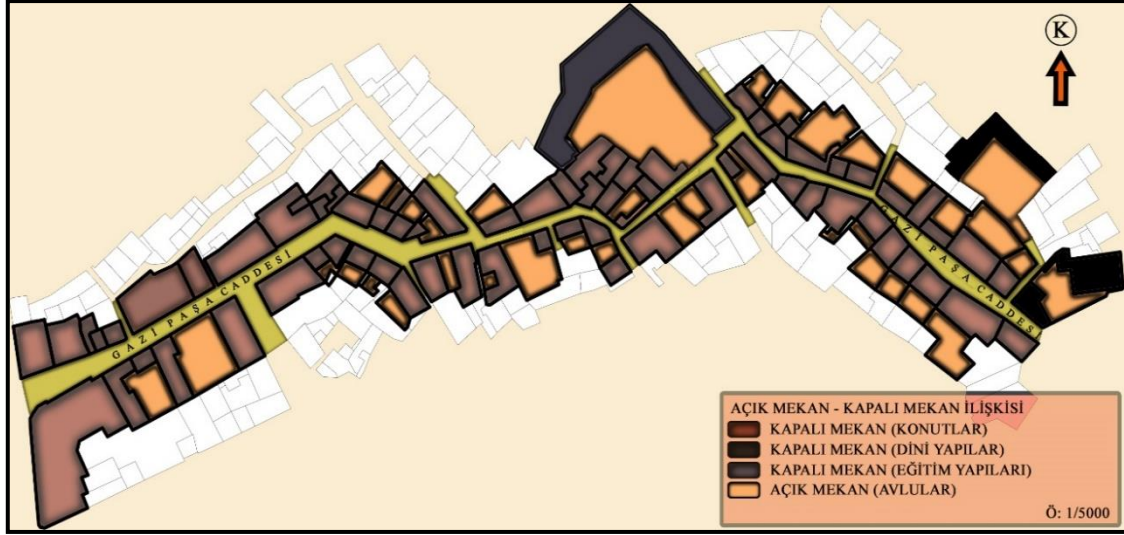 K
GAZİ PAŞA CADDESİ
GAZİ PAŞA CADDESİ
AÇIK MEKAN - KAPALI MEKAN İLİŞKİSİ
KAPALI MEKAN (KONUTLAR)
KAPALI MEKAN (DİNİ YAPILAR)
KAPALI MEKAN (EĞİTİM YAPILARI)
AÇIK MEKAN (AVLULAR)
Ö: 1/5000